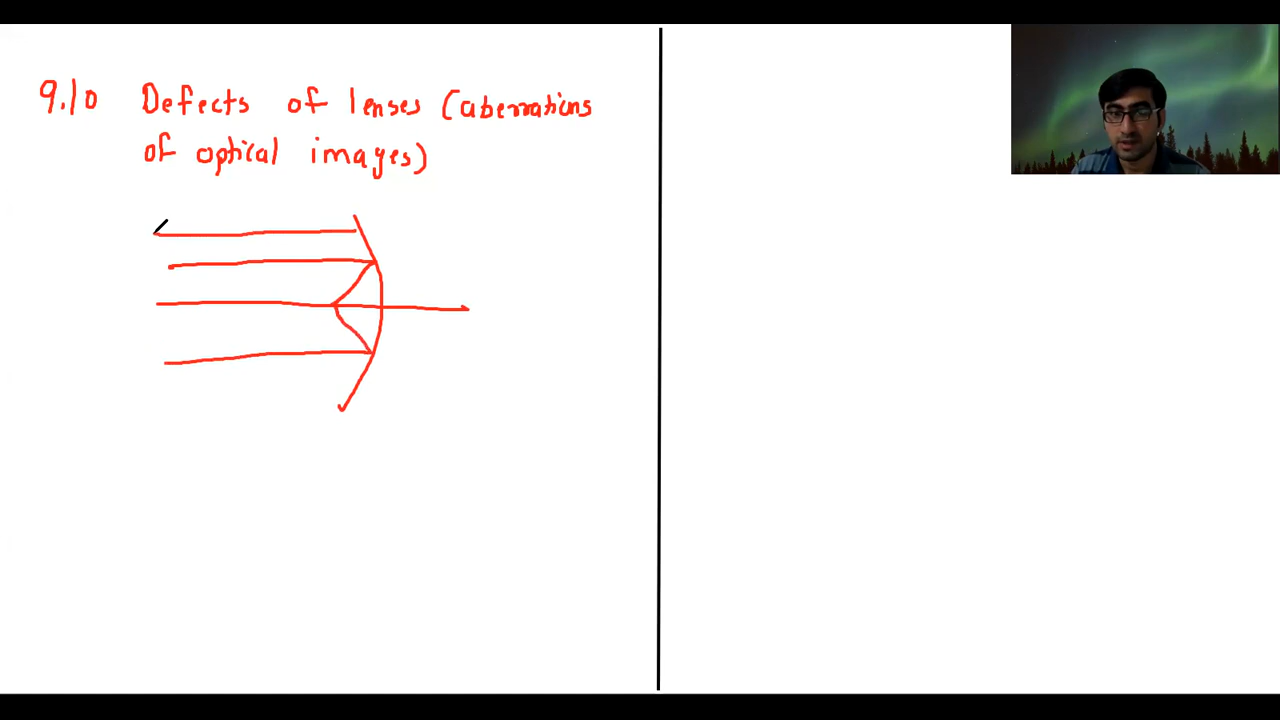 9.10 Defects of lenses (aberrations
of optical images)